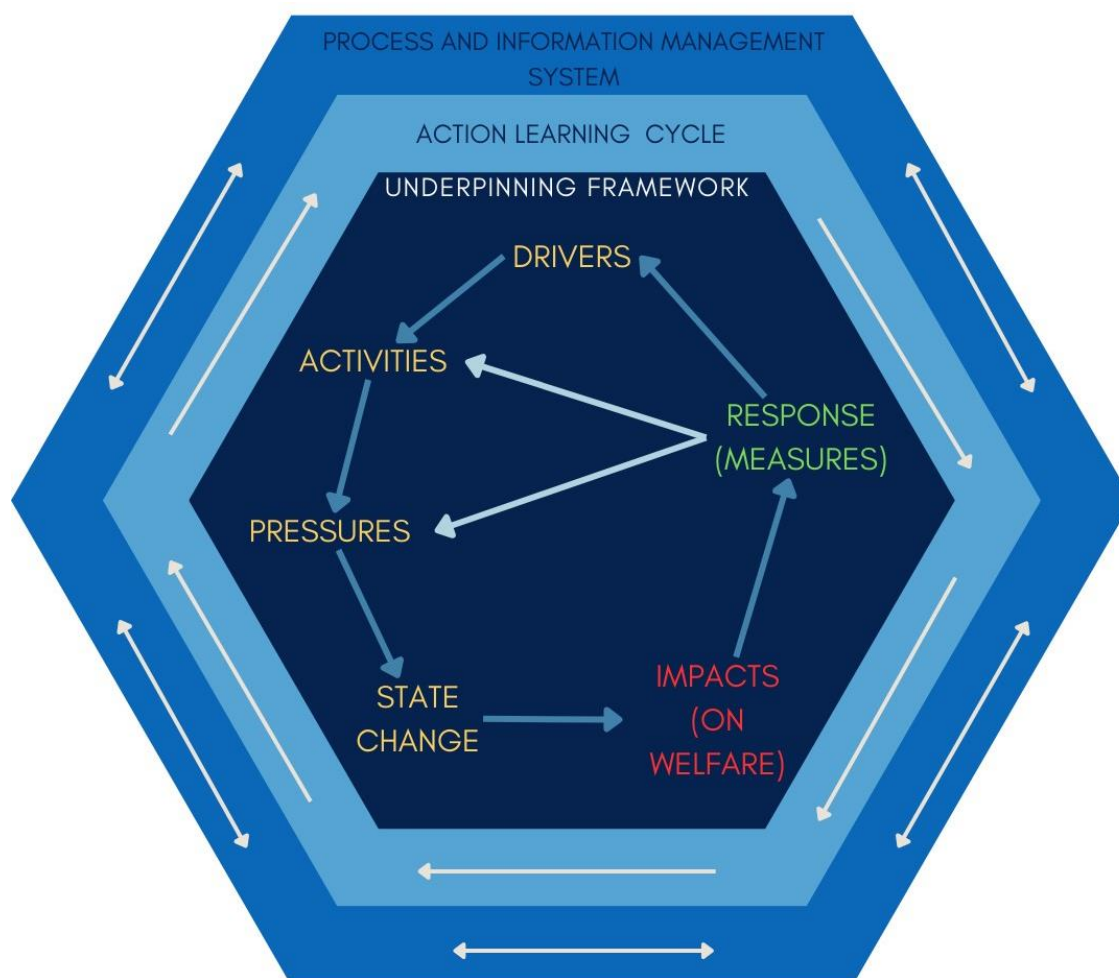 PROCESS AND INFORMATION MANAGEMENT
SYSTEM
ACTION LEARNING CYCLE
UNDERPINNING FRAMEWORK
DRIVERS
ACTIVITIES
RESPONSE
(MEASURES)
PRESSURES
STATE
CHANGE
IMPACTS
(ON
WELFARE)